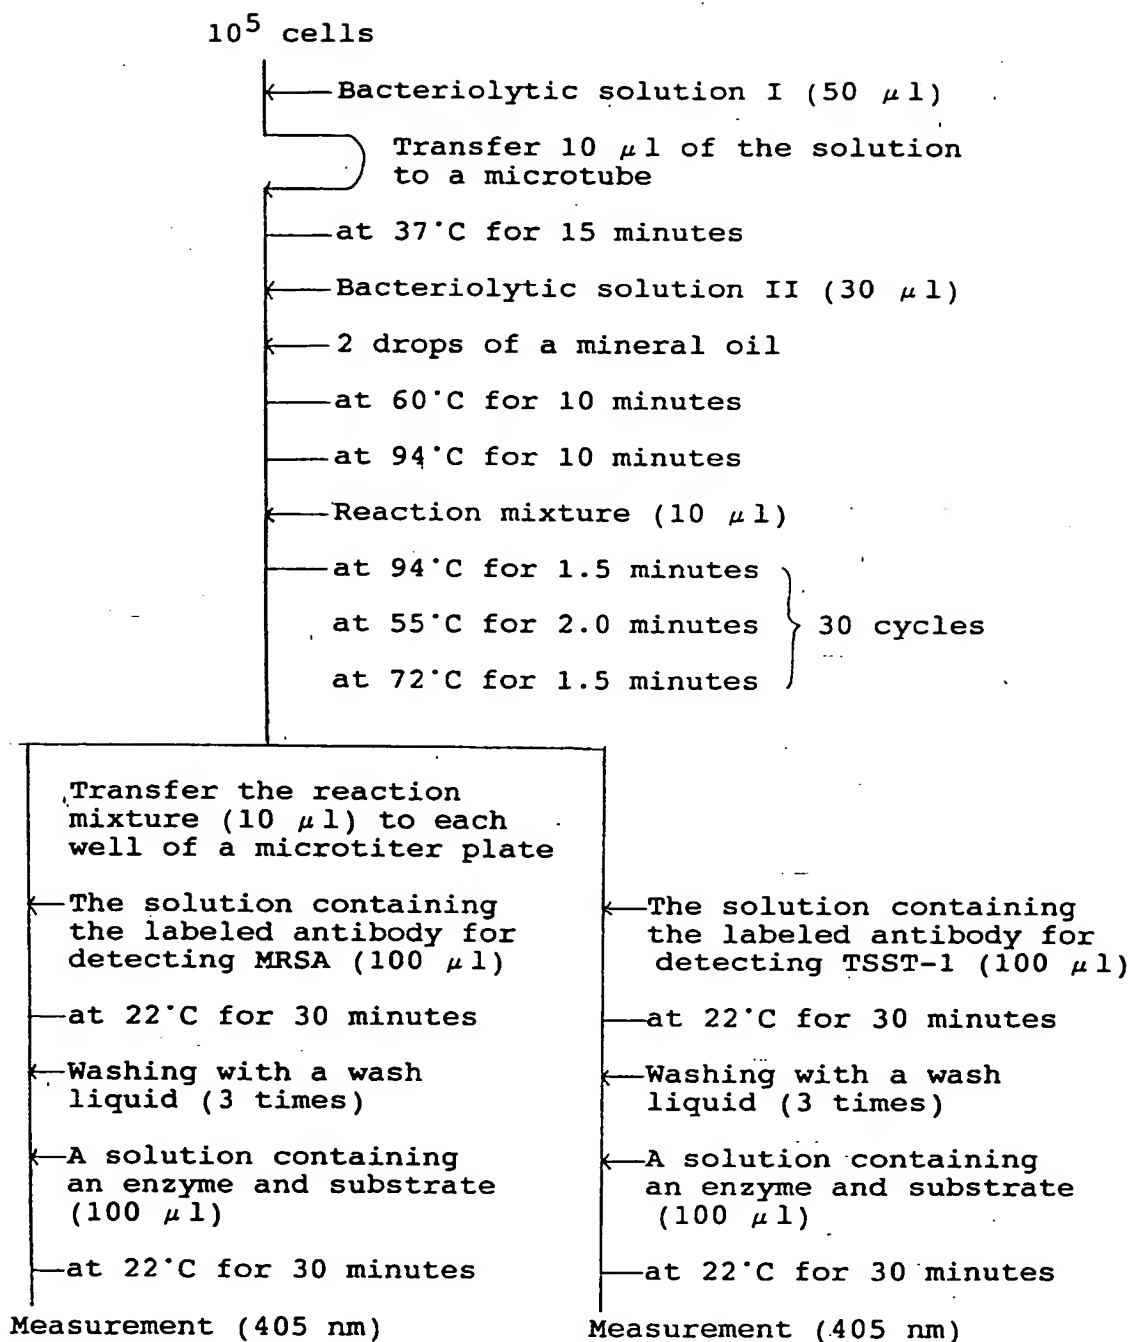 10⁵ cells
Bacteriolytic solution I (50 μl)
Transfer 10 μl of the solution
to a microtube
at 37°C for 15 minutes
Bacteriolytic solution II (30 μl)
2 drops of a mineral oil
at 60°C for 10 minutes
at 94°C for 10 minutes
Reaction mixture (10 μl)
at 94°C for 1.5 minutes
at 55°C for 2.0 minutes
30 cycles
at 72°C for 1.5 minutes
Transfer the reaction
mixture (10 μl) to each
well of a microtiter plate
The solution containing
the labeled antibody for
detecting MRSA (100 μl)
at 22°C for 30 minutes
Washing with a wash
liquid (3 times)
A solution containing
an enzyme and substrate
(100 μl)
at 22°C for 30 minutes
Measurement (405 nm)
The solution containing
the labeled antibody for
detecting TSST-1 (100 μl)
at 22°C for 30 minutes
Washing with a wash
liquid (3 times)
A solution containing
an enzyme and substrate
(100 μl)
at 22°C for 30 minutes
Measurement (405 nm)